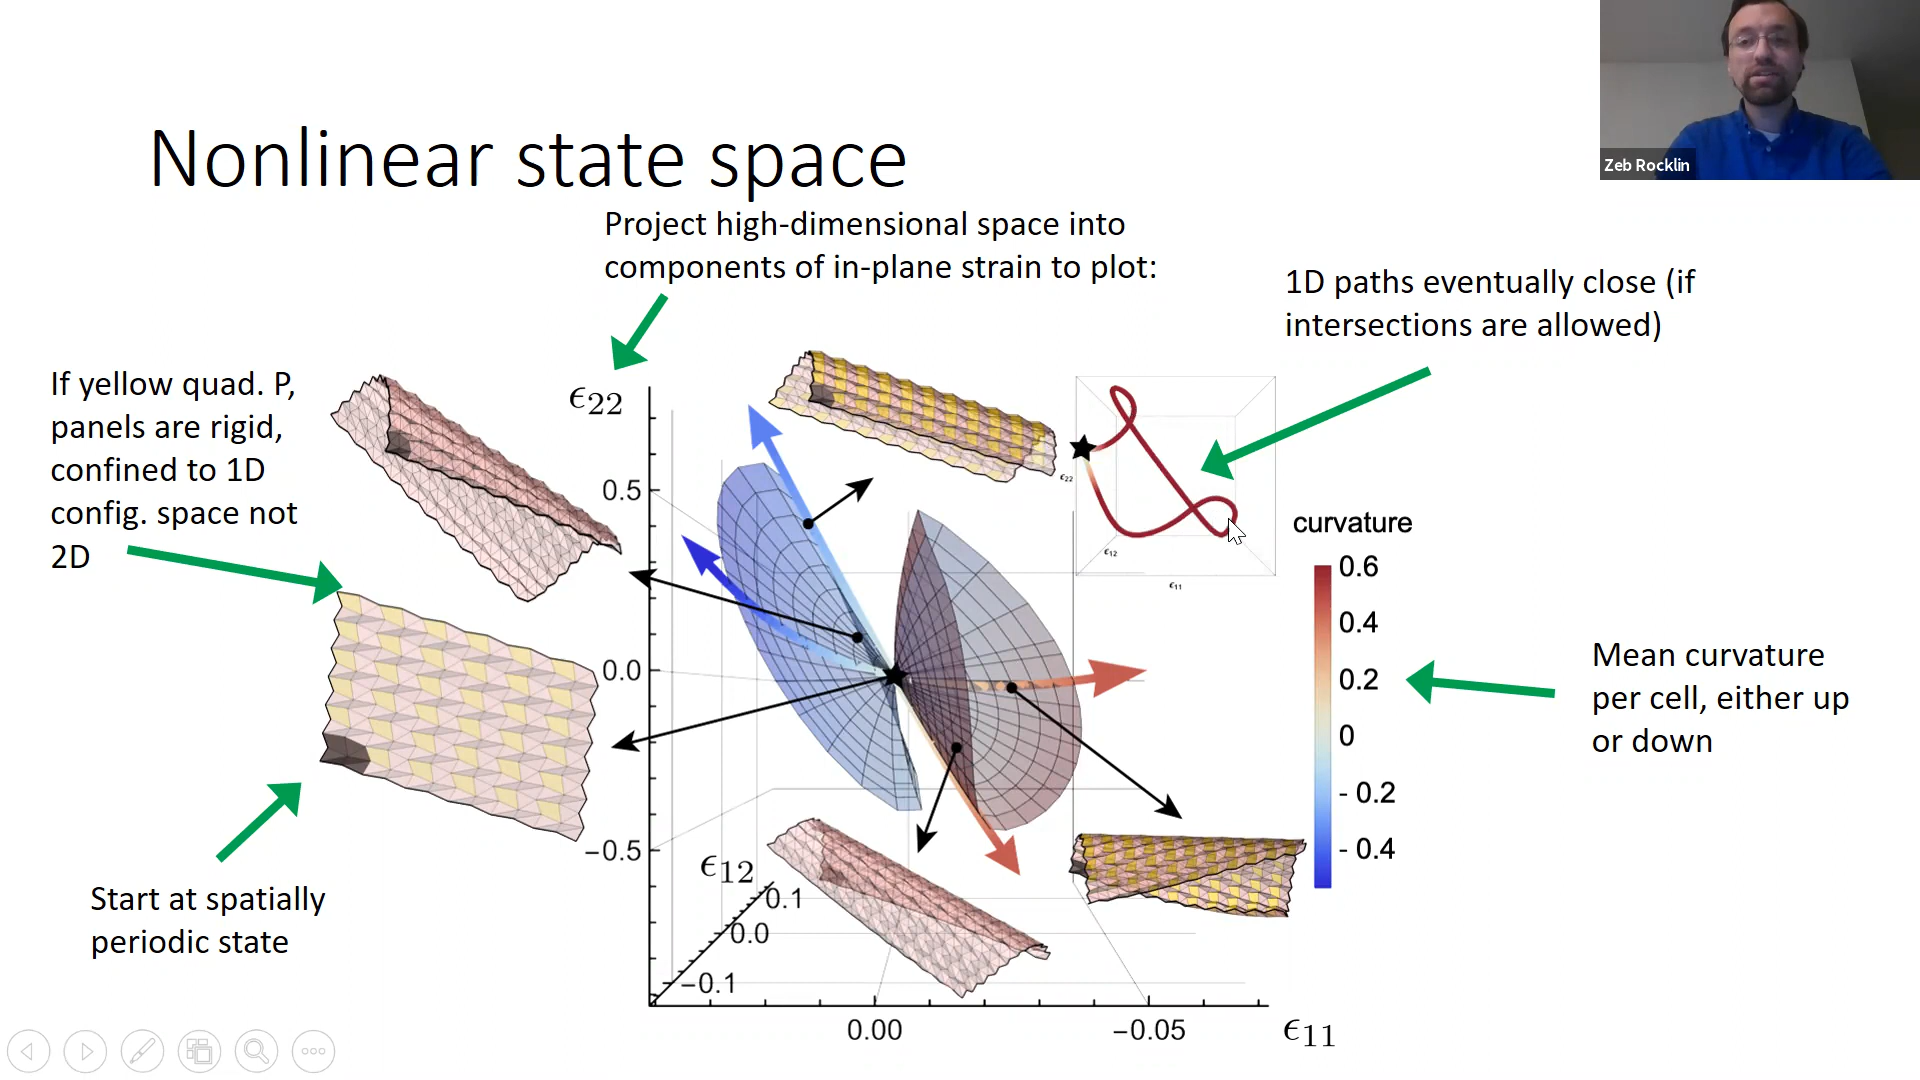 Zeb Rocklin
Nonlinear state space
Project high-dimensional space into
components of in-plane strain to plot:
1D paths eventually close (if
intersections are allowed)
If yellow quad. P,
panels are rigid,
confined to 1D
config. space not
2D
Start at spatially
periodic state
Mean curvature
per cell, either up
or down
ϵ22
0.5
0.0
−0.5
ϵ12
0.1
0.0
−0.1
0.00
−0.05
ϵ11
ϵ22
ϵ12
ϵ11
curvature
0.6
0.4
0.2
0
- 0.2
- 0.4